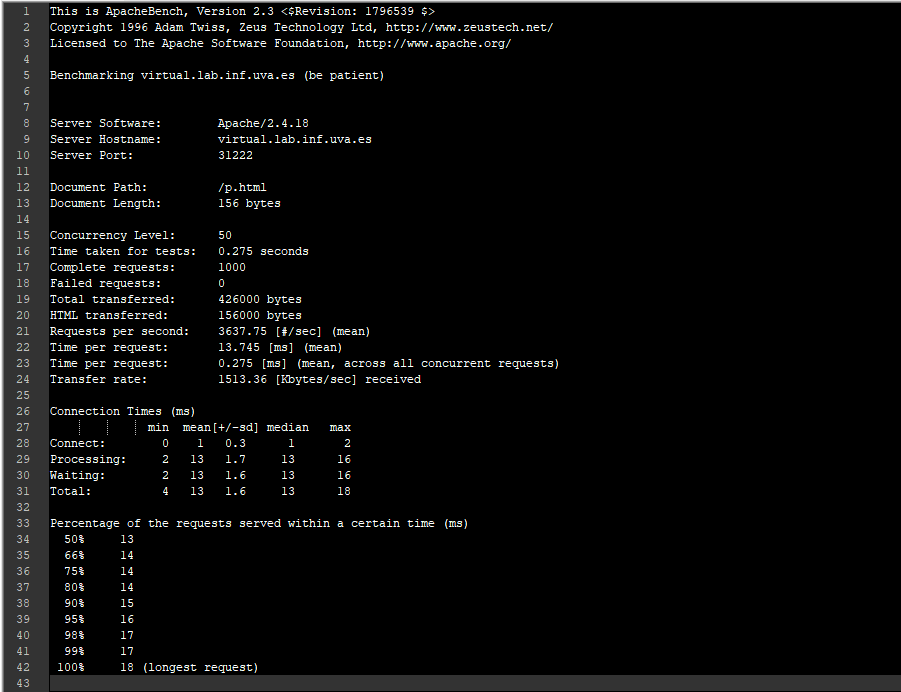 1 This is ApacheBench, Version 2.3 <$Revision: 1796539 $>
2 Copyright 1996 Adam Twiss, Zeus Technology Ltd, http://www.zeustech.net/
3 Licensed to The Apache Software Foundation, http://www.apache.org/
4
5 Benchmarking virtual.lab.inf.uva.es (be patient)
6
7
8 Server Software:        Apache/2.4.18
9 Server Hostname:        virtual.lab.inf.uva.es
10 Server Port:            31222
11
12 Document Path:          /p.html
13 Document Length:        156 bytes
14
15 Concurrency Level:      50
16 Time taken for tests:   0.275 seconds
17 Complete requests:      1000
18 Failed requests:        0
19 Total transferred:      426000 bytes
20 HTML transferred:       156000 bytes
21 Requests per second:    3637.75 [#/sec] (mean)
22 Time per request:       13.745 [ms] (mean)
23 Time per request:       0.275 [ms] (mean, across all concurrent requests)
24 Transfer rate:          1513.36 [Kbytes/sec] received
25
26 Connection Times (ms)
27               min  mean[+/-sd] median   max
28 Connect:        0    1   0.3      1       2
29 Processing:     2   13   1.7     13      16
30 Waiting:        2   13   1.6     13      16
31 Total:          4   13   1.6     13      18
32
33 Percentage of the requests served within a certain time (ms)
34   50%     13
35   66%     14
36   75%     14
37   80%     14
38   90%     15
39   95%     16
40   98%     17
41   99%     17
42  100%     18 (longest request)
43